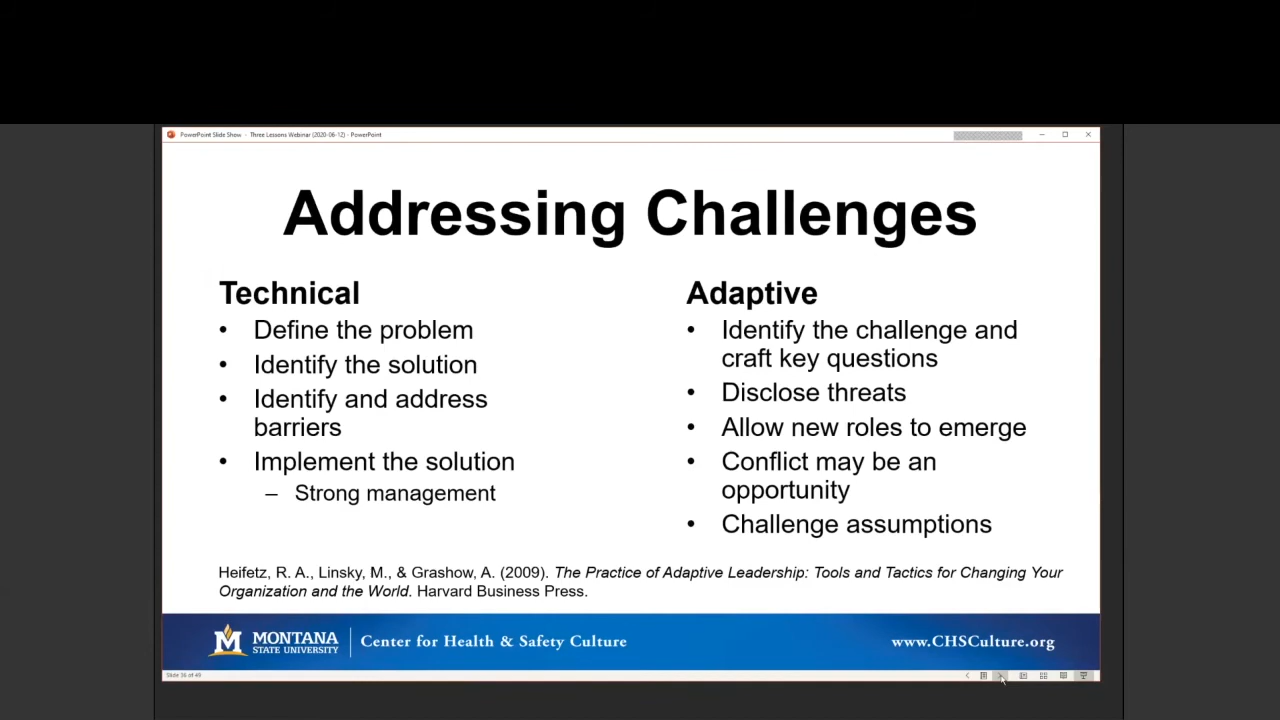 PowerPoint Slide Show - Three Lessons Webinar (2020-06-12) - PowerPoint
Addressing Challenges
Technical
• Define the problem
• Identify the solution
• Identify and address
barriers
• Implement the solution
– Strong management
Adaptive
• Identify the challenge and
craft key questions
• Disclose threats
• Allow new roles to emerge
• Conflict may be an
opportunity
• Challenge assumptions
Heifetz, R. A., Linsky, M., & Grashow, A. (2009). The Practice of Adaptive Leadership: Tools and Tactics for Changing Your
Organization and the World. Harvard Business Press.
M MONTANA
STATE UNIVERSITY
Center for Health & Safety Culture
www.CHSCulture.org
Slide 36 of 49